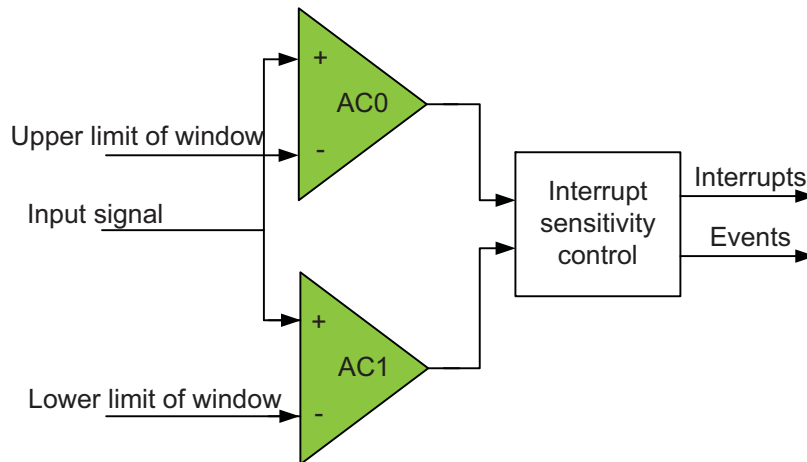 +
AC0
Upper limit of window
-
Input signal
Interrupt
sensitivity
control
Interrupts
Events
+
AC1
Lower limit of window
-